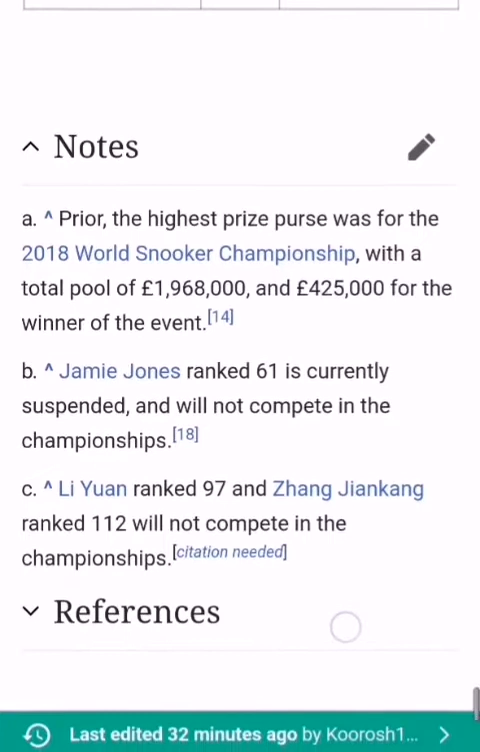 Notes
a. ^ Prior, the highest prize purse was for the
2018 World Snooker Championship, with a
total pool of £1,968,000, and £425,000 for the
winner of the event.[14]
b. ^ Jamie Jones ranked 61 is currently
suspended, and will not compete in the
championships.[18]
c. ^ Li Yuan ranked 97 and Zhang Jiankang
ranked 112 will not compete in the
championships.[citation needed]
References
Last edited 32 minutes ago by Koorosh1...